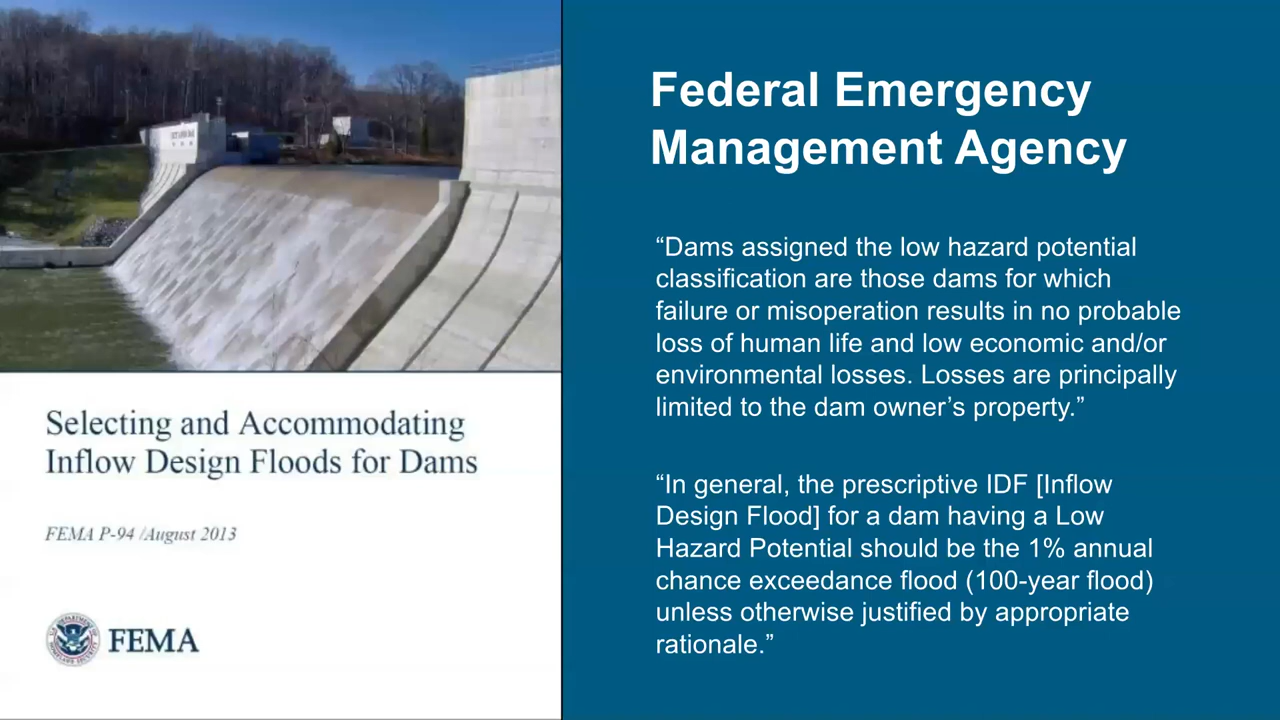 Federal Emergency
Management Agency
“Dams assigned the low hazard potential
classification are those dams for which
failure or misoperation results in no probable
loss of human life and low economic and/or
environmental losses. Losses are principally
limited to the dam owner’s property.”
“In general, the prescriptive IDF [Inflow
Design Flood] for a dam having a Low
Hazard Potential should be the 1% annual
chance exceedance flood (100-year flood)
unless otherwise justified by appropriate
rationale.”
Selecting and Accommodating
Inflow Design Floods for Dams
FEMA P-94 /August 2013
FEMA